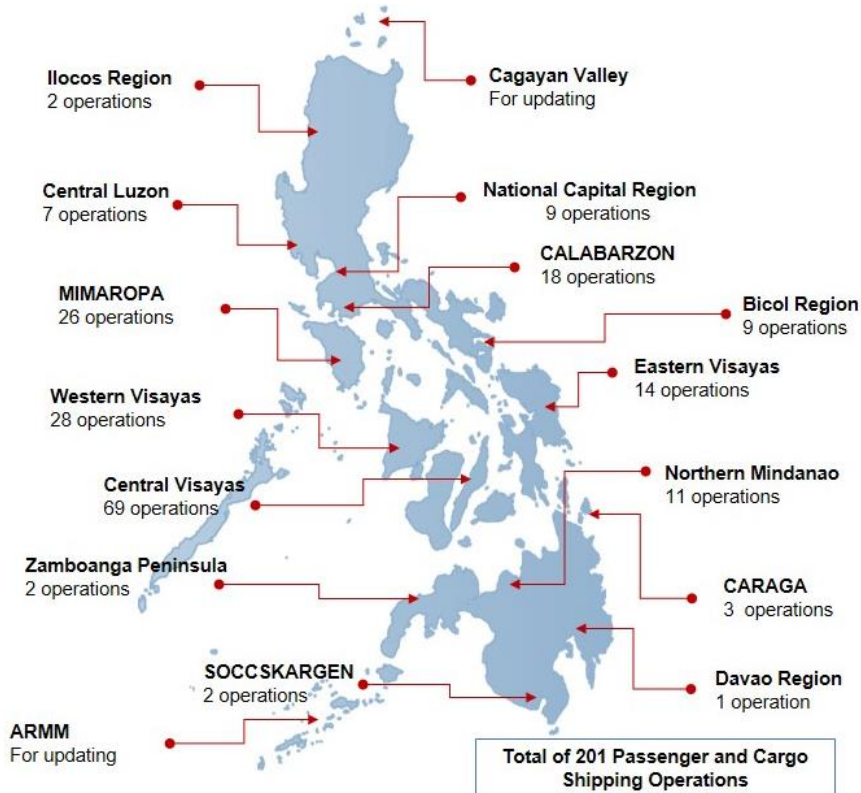 Ilocos Region
2 operations
Cagayan Valley
For updating
Central Luzon
7 operations
National Capital Region
9 operations
CALABARZON
18 operations
MIMAROPA
26 operations
Bicol Region
9 operations
Eastern Visayas
14 operations
Western Visayas
28 operations
Northern Mindanao
11 operations
Central Visayas
69 operations
Zamboanga Peninsula
2 operations
CARAGA
3 operations
SOCCSKARGEN
2 operations
Davao Region
1 operation
ARMM
For updating
Total of 201 Passenger and Cargo
Shipping Operations